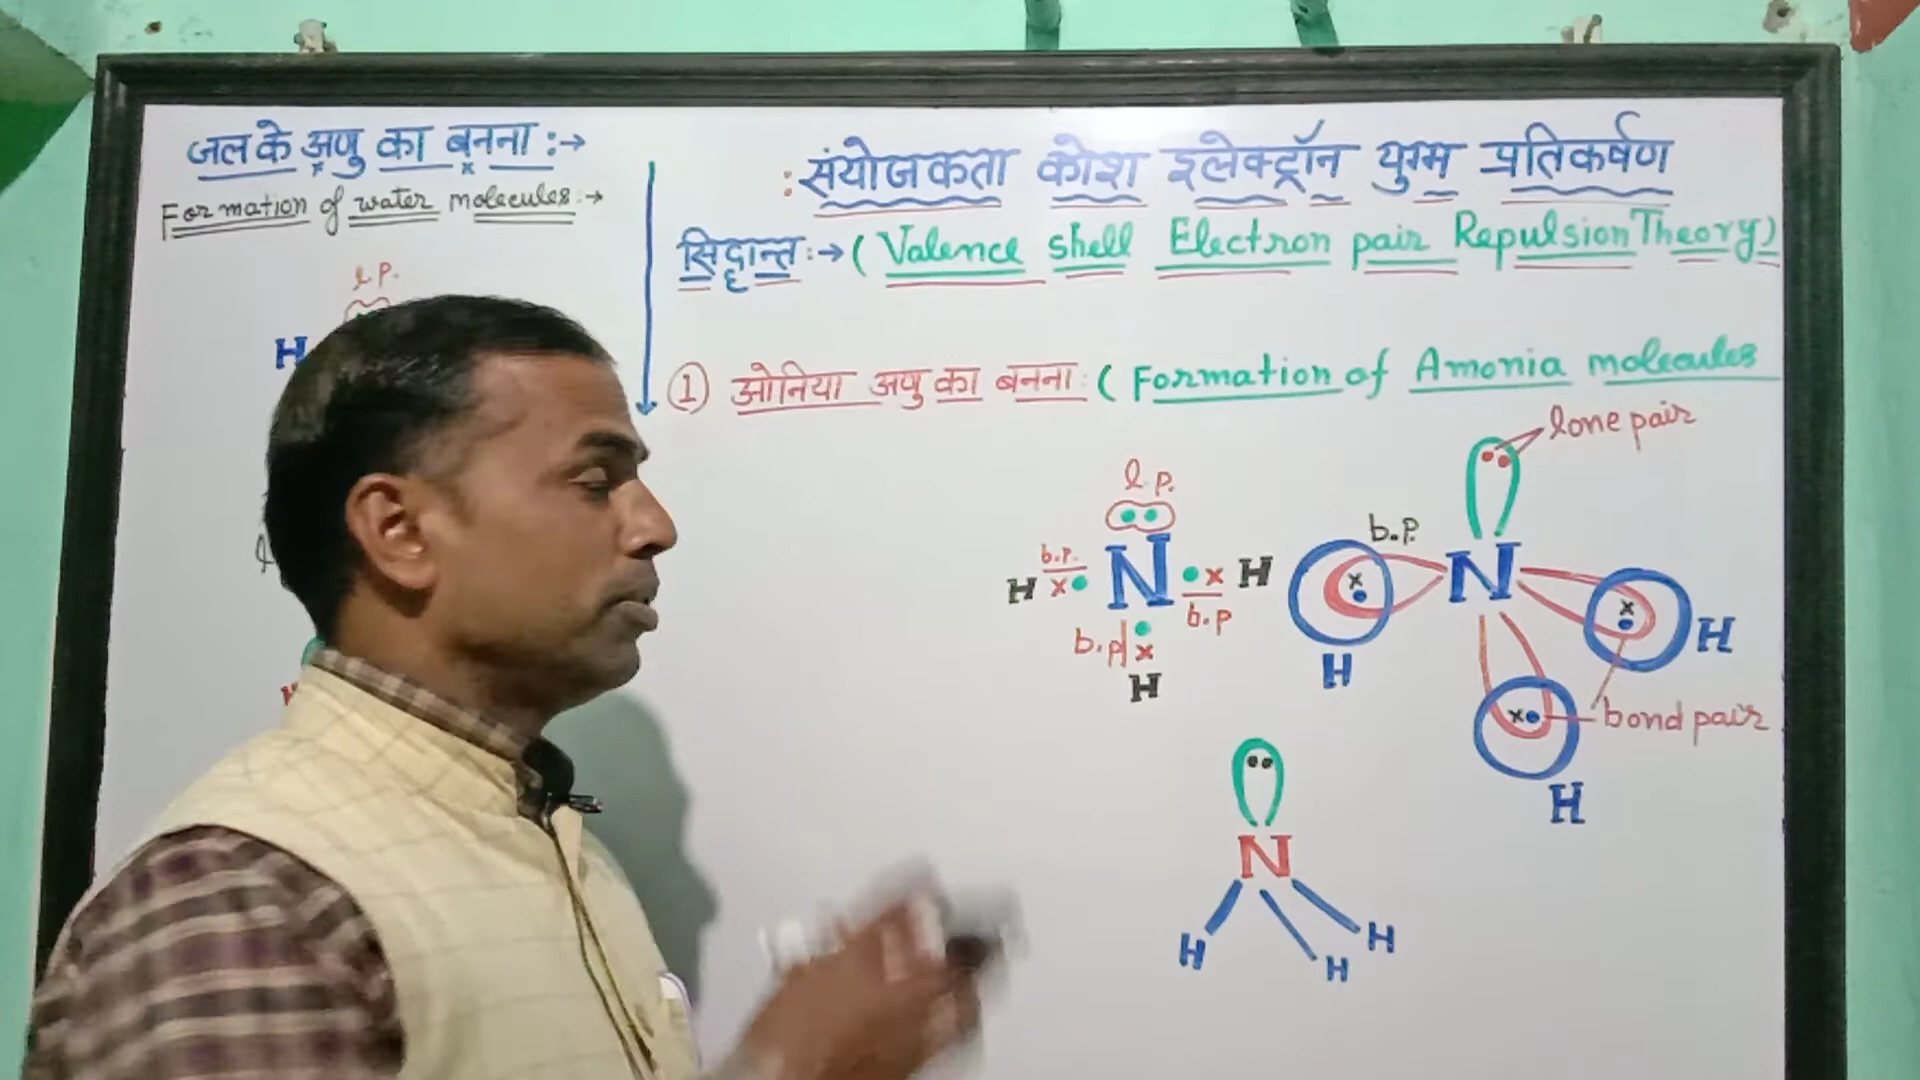 जल के अणु का बनना :→
Formation of water molecules :→
l.p.
H
: संयोजकता कोश इलेक्ट्रॉन युग्म प्रतिकर्षण
सिद्धान्त :→ ( Valence shell Electron pair Repulsion Theory )
① ओनिया अणु का बनना : ( Formation of Amonia molecules
lone pair
l p.
b.p. N H
H x x
b.p
b.p x
H
b.p.
N
x
H
x
H
x
bond pair
H
N
H H H